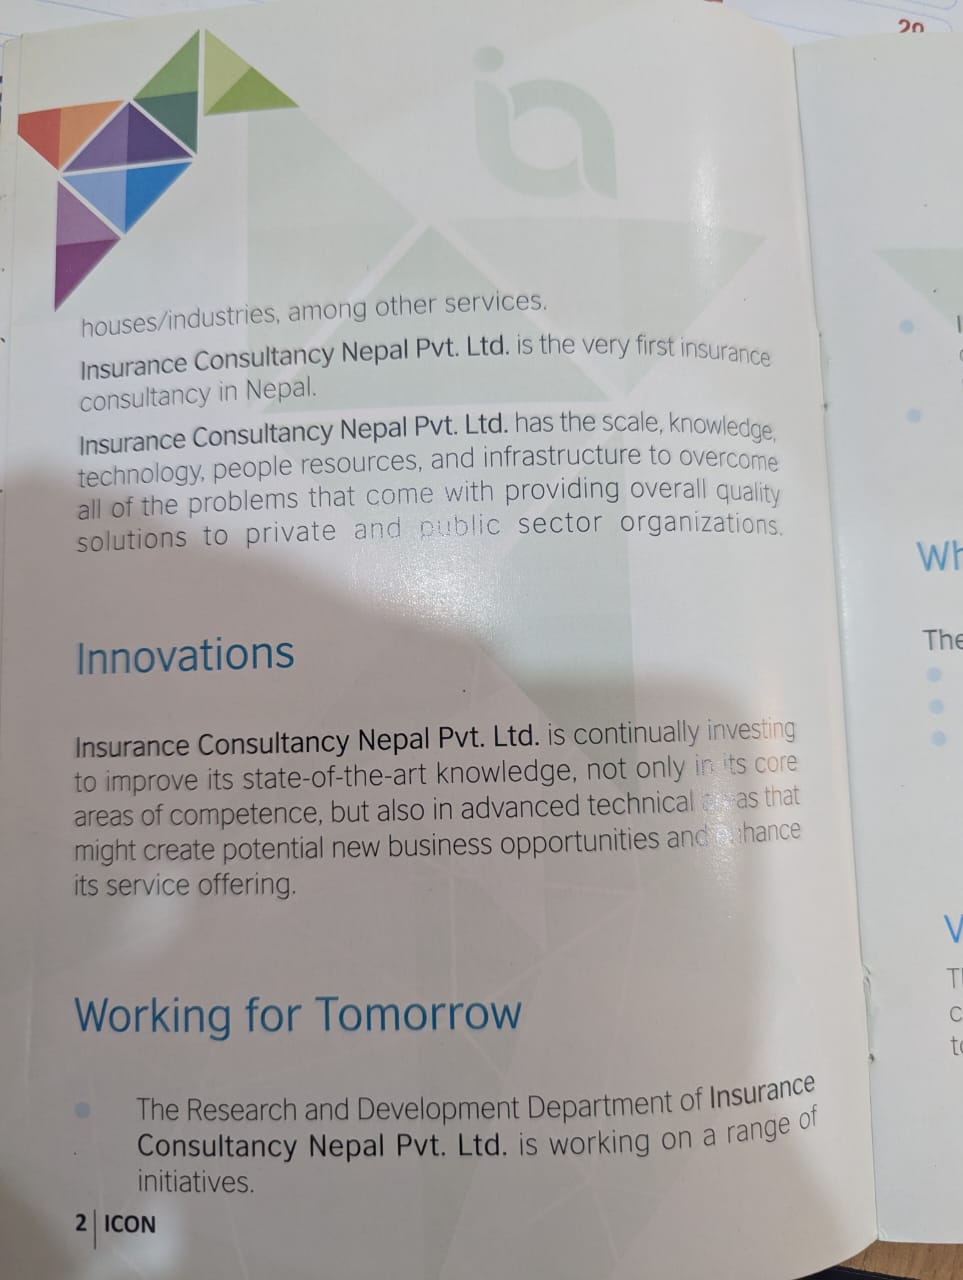 20
houses/industries, among other services.
Insurance Consultancy Nepal Pvt. Ltd. is the very first insurance
consultancy in Nepal.
Insurance Consultancy Nepal Pvt. Ltd. has the scale, knowledge,
technology, people resources, and infrastructure to overcome
all of the problems that come with providing overall quality
solutions to private and public sector organizations.
Innovations
Insurance Consultancy Nepal Pvt. Ltd. is continually investing
to improve its state-of-the-art knowledge, not only in its core
areas of competence, but also in advanced technical areas that
might create potential new business opportunities and enhance
its service offering.
Working for Tomorrow
The Research and Development Department of Insurance
Consultancy Nepal Pvt. Ltd. is working on a range of
initiatives.
2 | ICON
The